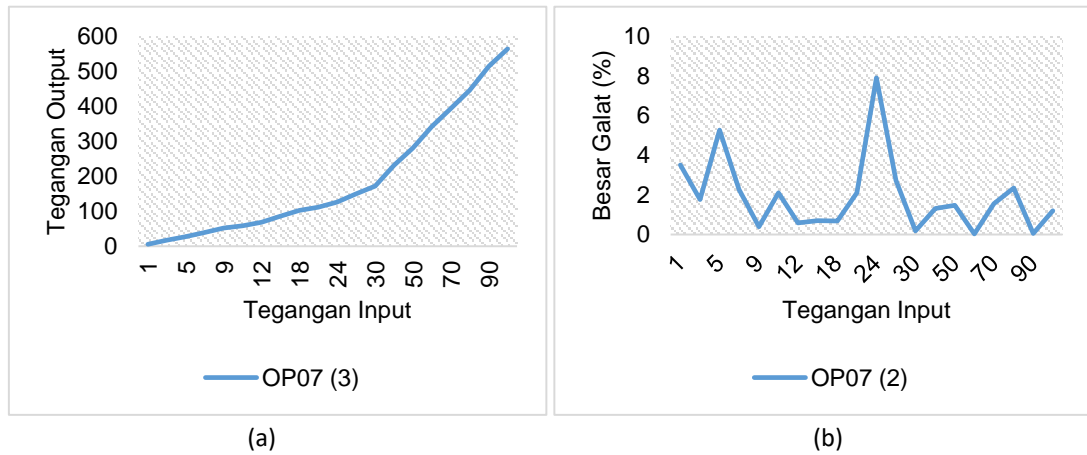 Tegangan Output
600
500
400
300
200
100
0
1 5 9 12 18 24 30 50 70 90
Tegangan Input
OP07 (3)
(a)
Besar Galat (%)
10
8
6
4
2
0
1 5 9 12 18 24 30 50 70 90
Tegangan Input
OP07 (2)
(b)